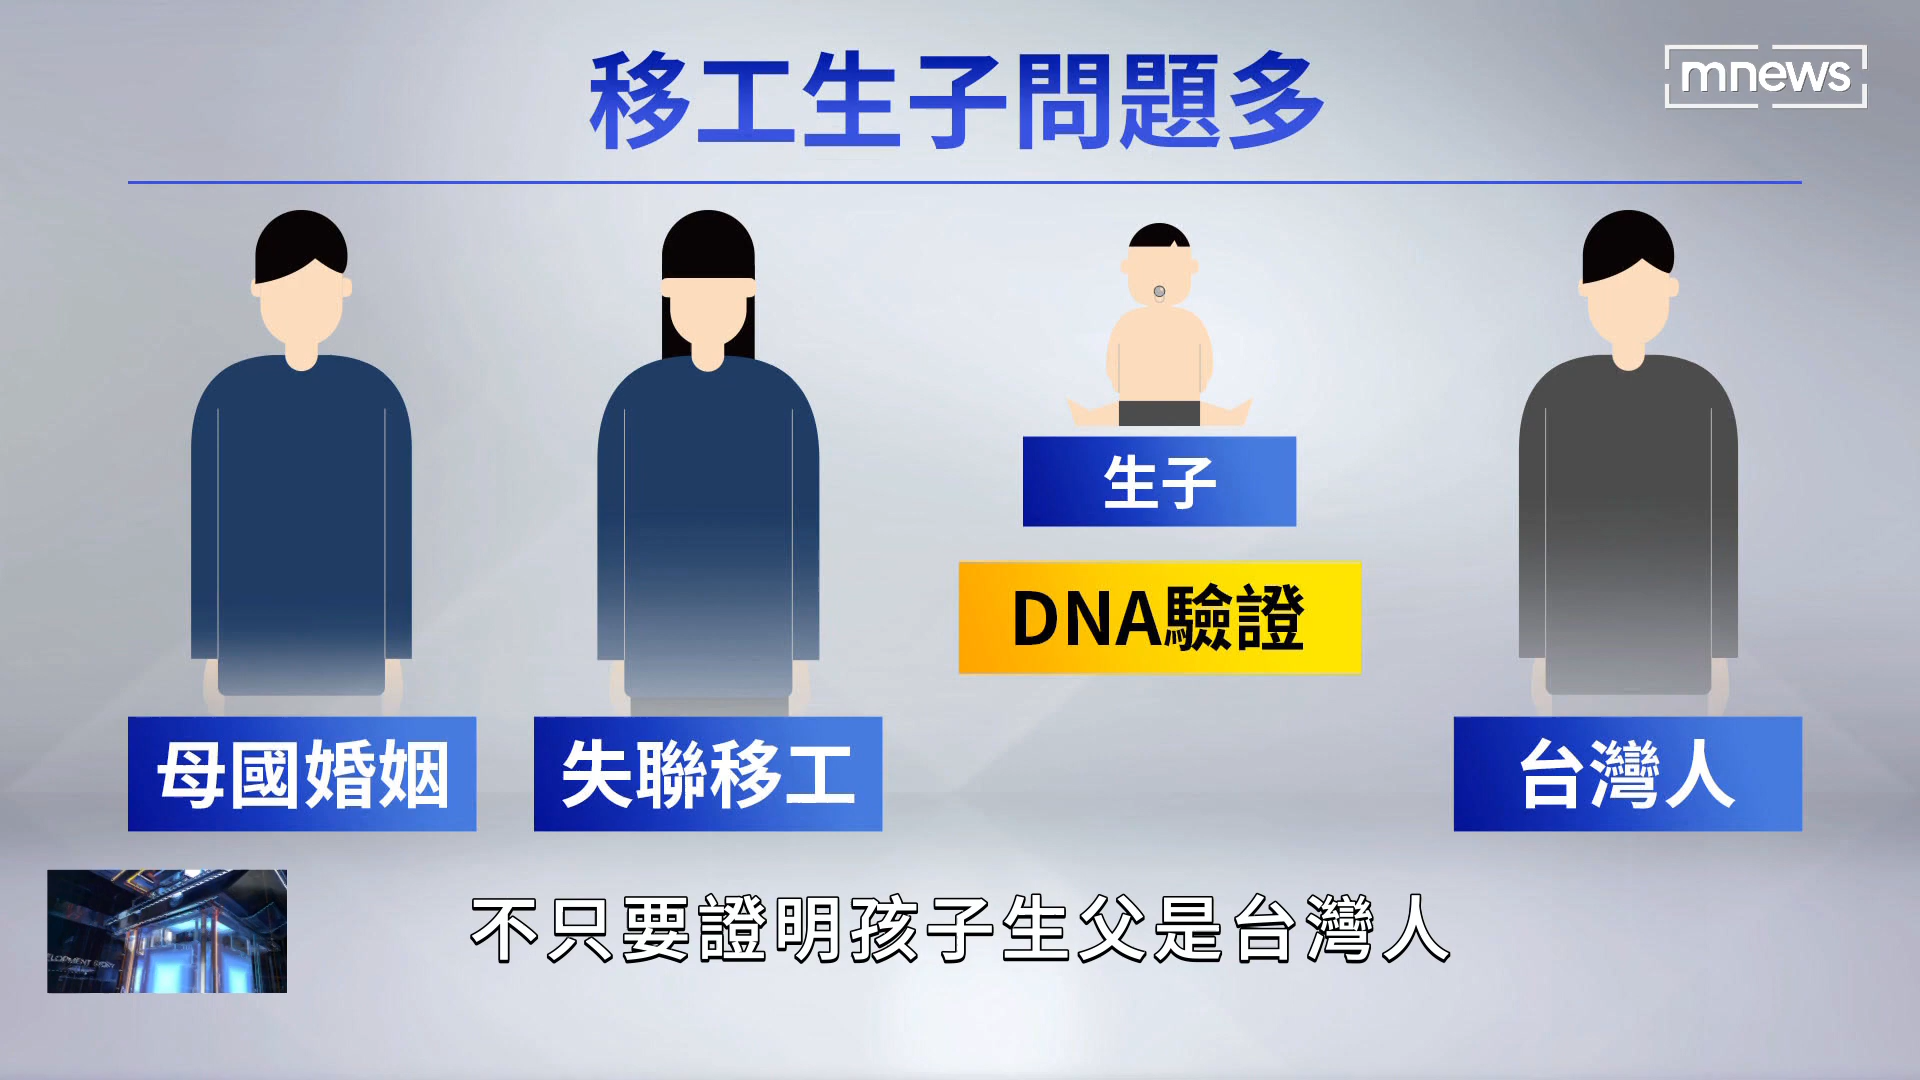 移工生子問題多
mnews
生子
DNA驗證
母國婚姻
失聯移工
台灣人
不只要證明孩子生父是台灣人